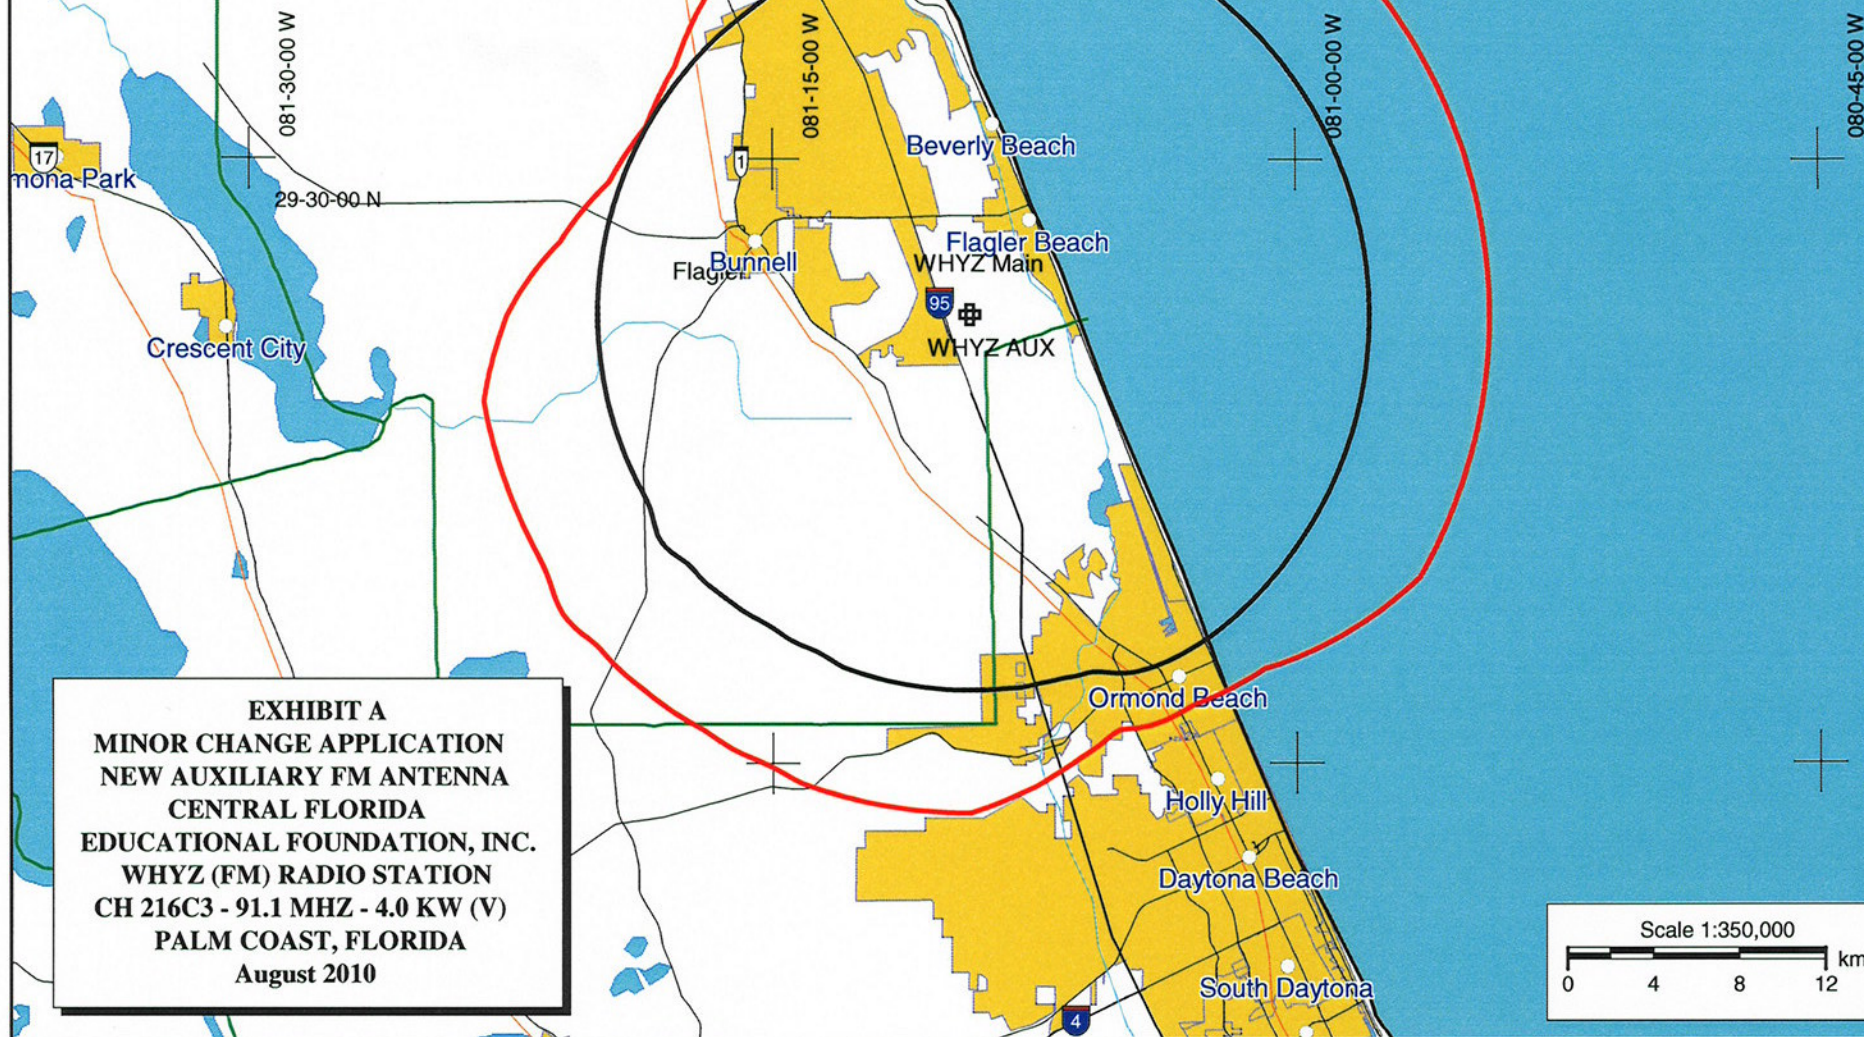 081-30-00 W
081-15-00 W
081-00-00 W
080-45-00 W
17
mona Park
1
Beverly Beach
29-30-00 N
Flagler Beach
Bunnell
Flagler
WHYZ Main
95
WHYZ AUX
Crescent City
Ormond Beach
Holly Hill
Daytona Beach
South Daytona
4
EXHIBIT A
MINOR CHANGE APPLICATION
NEW AUXILIARY FM ANTENNA
CENTRAL FLORIDA
EDUCATIONAL FOUNDATION, INC.
WHYZ (FM) RADIO STATION
CH 216C3 - 91.1 MHZ - 4.0 KW (V)
PALM COAST, FLORIDA
August 2010
Scale 1:350,000
km
0 4 8 12